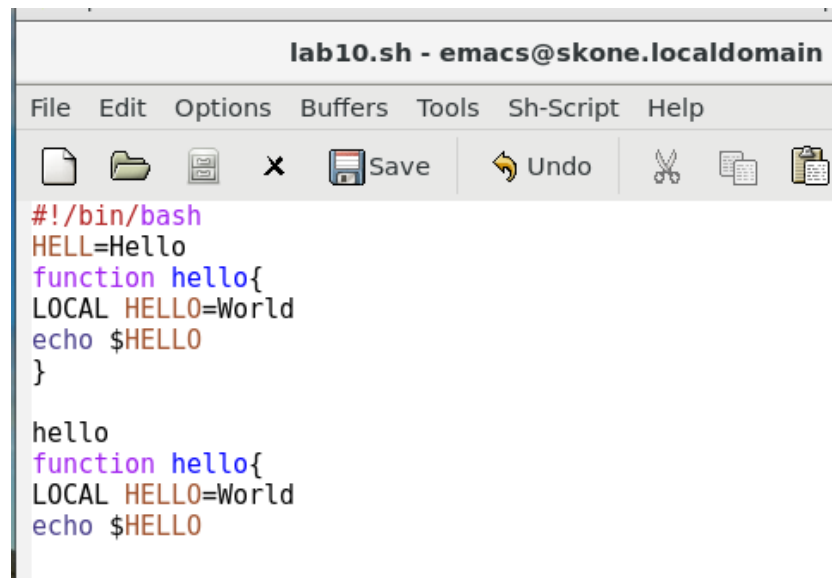 lab10.sh - emacs@skone.localdomain
File Edit Options Buffers Tools Sh-Script Help
Save Undo
#!/bin/bash
HELL=Hello
function hello{
LOCAL HELLO=World
echo $HELLO
}
hello
function hello{
LOCAL HELLO=World
echo $HELLO